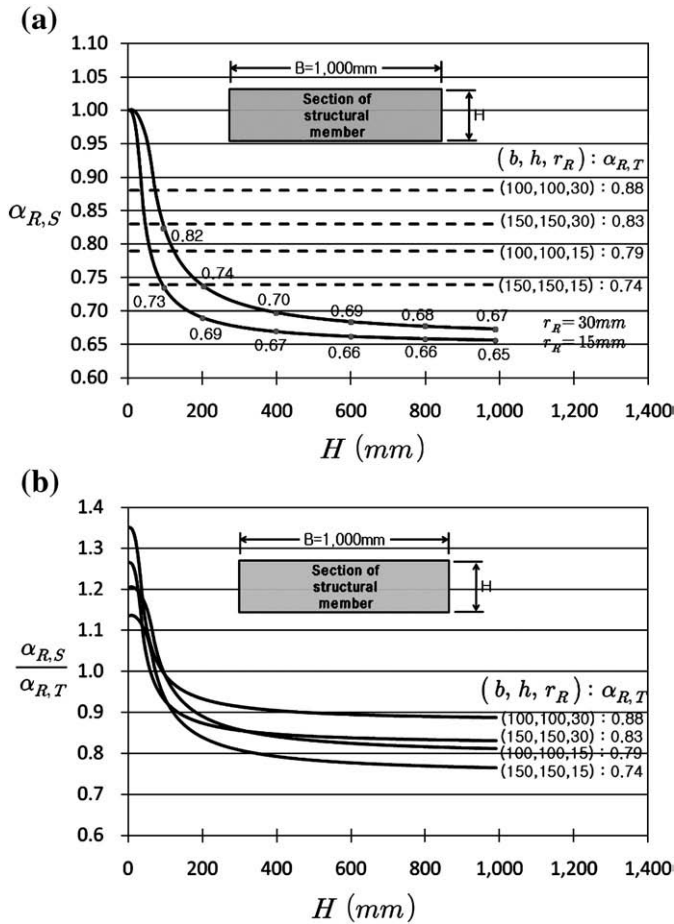 (a)
1.10
1.05
1.00
0.95
0.90
0.85
0.80
0.75
0.70
0.65
0.60
α_{R,S}
B=1,000mm
Section of
structural
member
H
(b, h, r_R) : α_{R,T}
(100,100,30) : 0.88
(150,150,30) : 0.83
(100,100,15) : 0.79
(150,150,15) : 0.74
0.82
0.74
0.70
0.69
0.68
0.67
0.73
0.69
0.67
0.66
0.66
0.65
r_R = 30mm
r_R = 15mm
0 200 400 600 800 1,000 1,200 1,400
H (mm)
(b)
1.4
1.3
1.2
1.1
1.0
0.9
0.8
0.7
0.6
α_{R,S}
α_{R,T}
B=1,000mm
Section of
structural
member
H
(b, h, r_R) : α_{R,T}
(100,100,30) : 0.88
(150,150,30) : 0.83
(100,100,15) : 0.79
(150,150,15) : 0.74
0 200 400 600 800 1,000 1,200 1,400
H (mm)